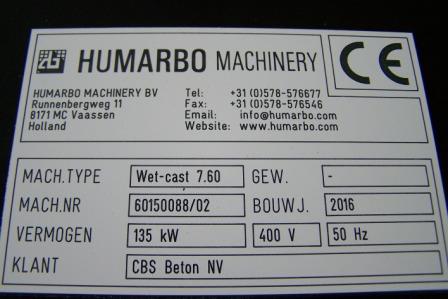 HUMARBO MACHINERY CE
HUMARBO MACHINERY BV Tel: +31 (0)578-576677
Runnenbergweg 11 Fax: +31 (0)578-576546
8171 MC Vaassen Email: info@humarbo.com
Holland Website: www.humarbo.com
MACH.TYPE Wet-cast 7.60 GEW. -
MACH.NR 60150088/02 BOUWJ. 2016
VERMOGEN 135 kW 400 V 50 Hz
KLANT CBS Beton NV